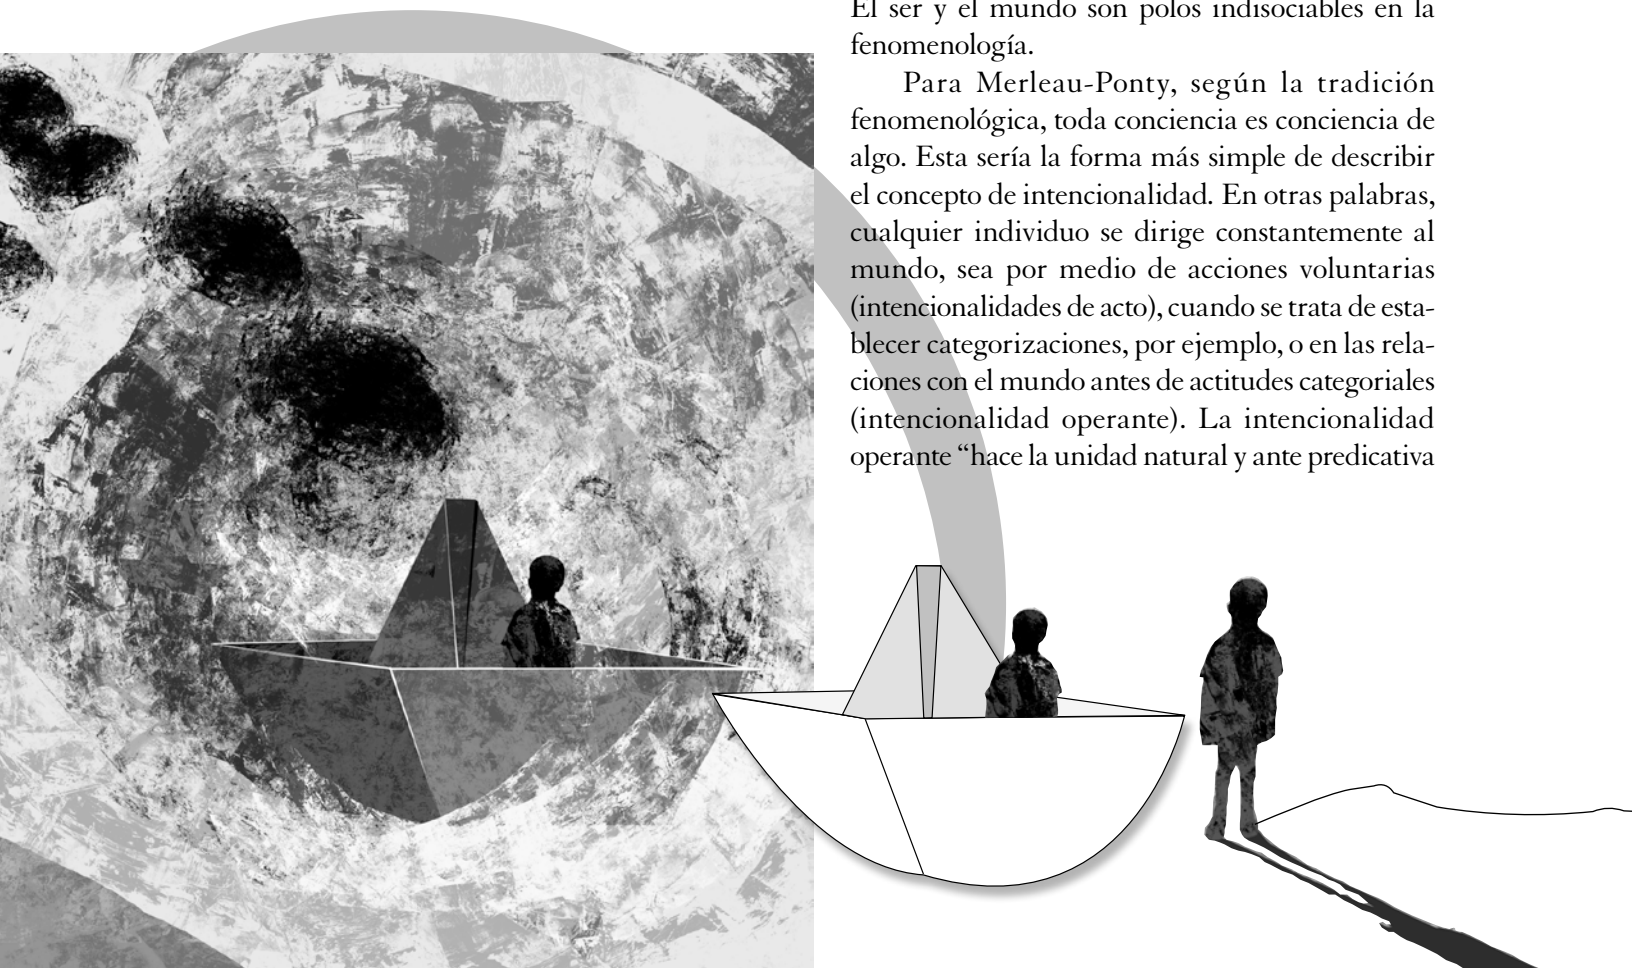 El ser y el mundo son polos indisociables en la
fenomenología.
Para Merleau-Ponty, según la tradición
fenomenológica, toda conciencia es conciencia de
algo. Esta sería la forma más simple de describir
el concepto de intencionalidad. En otras palabras,
cualquier individuo se dirige constantemente al
mundo, sea por medio de acciones voluntarias
(intencionalidades de acto), cuando se trata de esta-
blecer categorizaciones, por ejemplo, o en las rela-
ciones con el mundo antes de actitudes categoriales
(intencionalidad operante). La intencionalidad
operante “hace la unidad natural y ante predicativa